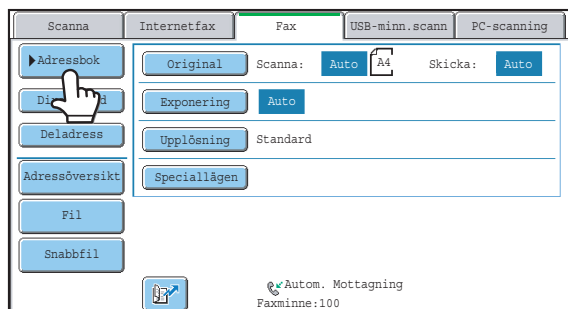 Scanna Internetfax Fax USB-minn.scann PC-scanning
Adressbok
Original Scanna: Auto A4 Skicka: Auto
Exponering Auto
Deladress
Upplösning Standard
Adressöversikt
Speciallågen
Fil
Snabbfil
Autom. Mottagning
Faxminne:100